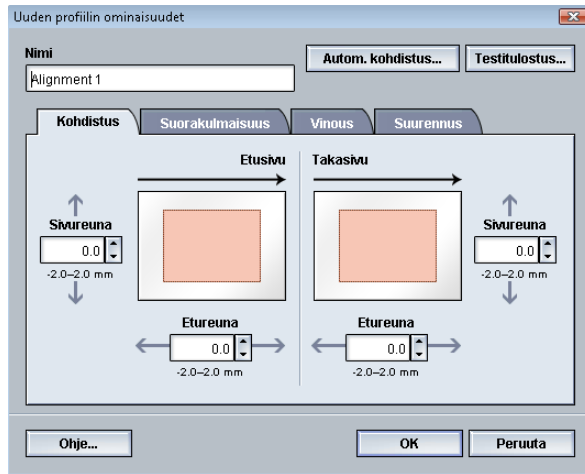 Uuden profiilin ominaisuudet
Nimi
Autom. kohdistus...
Testitulostus...
Alignment 1
Kohdistus
Suorakulmaisuus
Vinous
Suurennus
Etusivu
Takasivu
Sivureuna
0.0
-2.0–2.0 mm
Sivureuna
0.0
-2.0–2.0 mm
Etureuna
0.0
-2.0–2.0 mm
Etureuna
0.0
-2.0–2.0 mm
Ohje...
OK
Peruuta